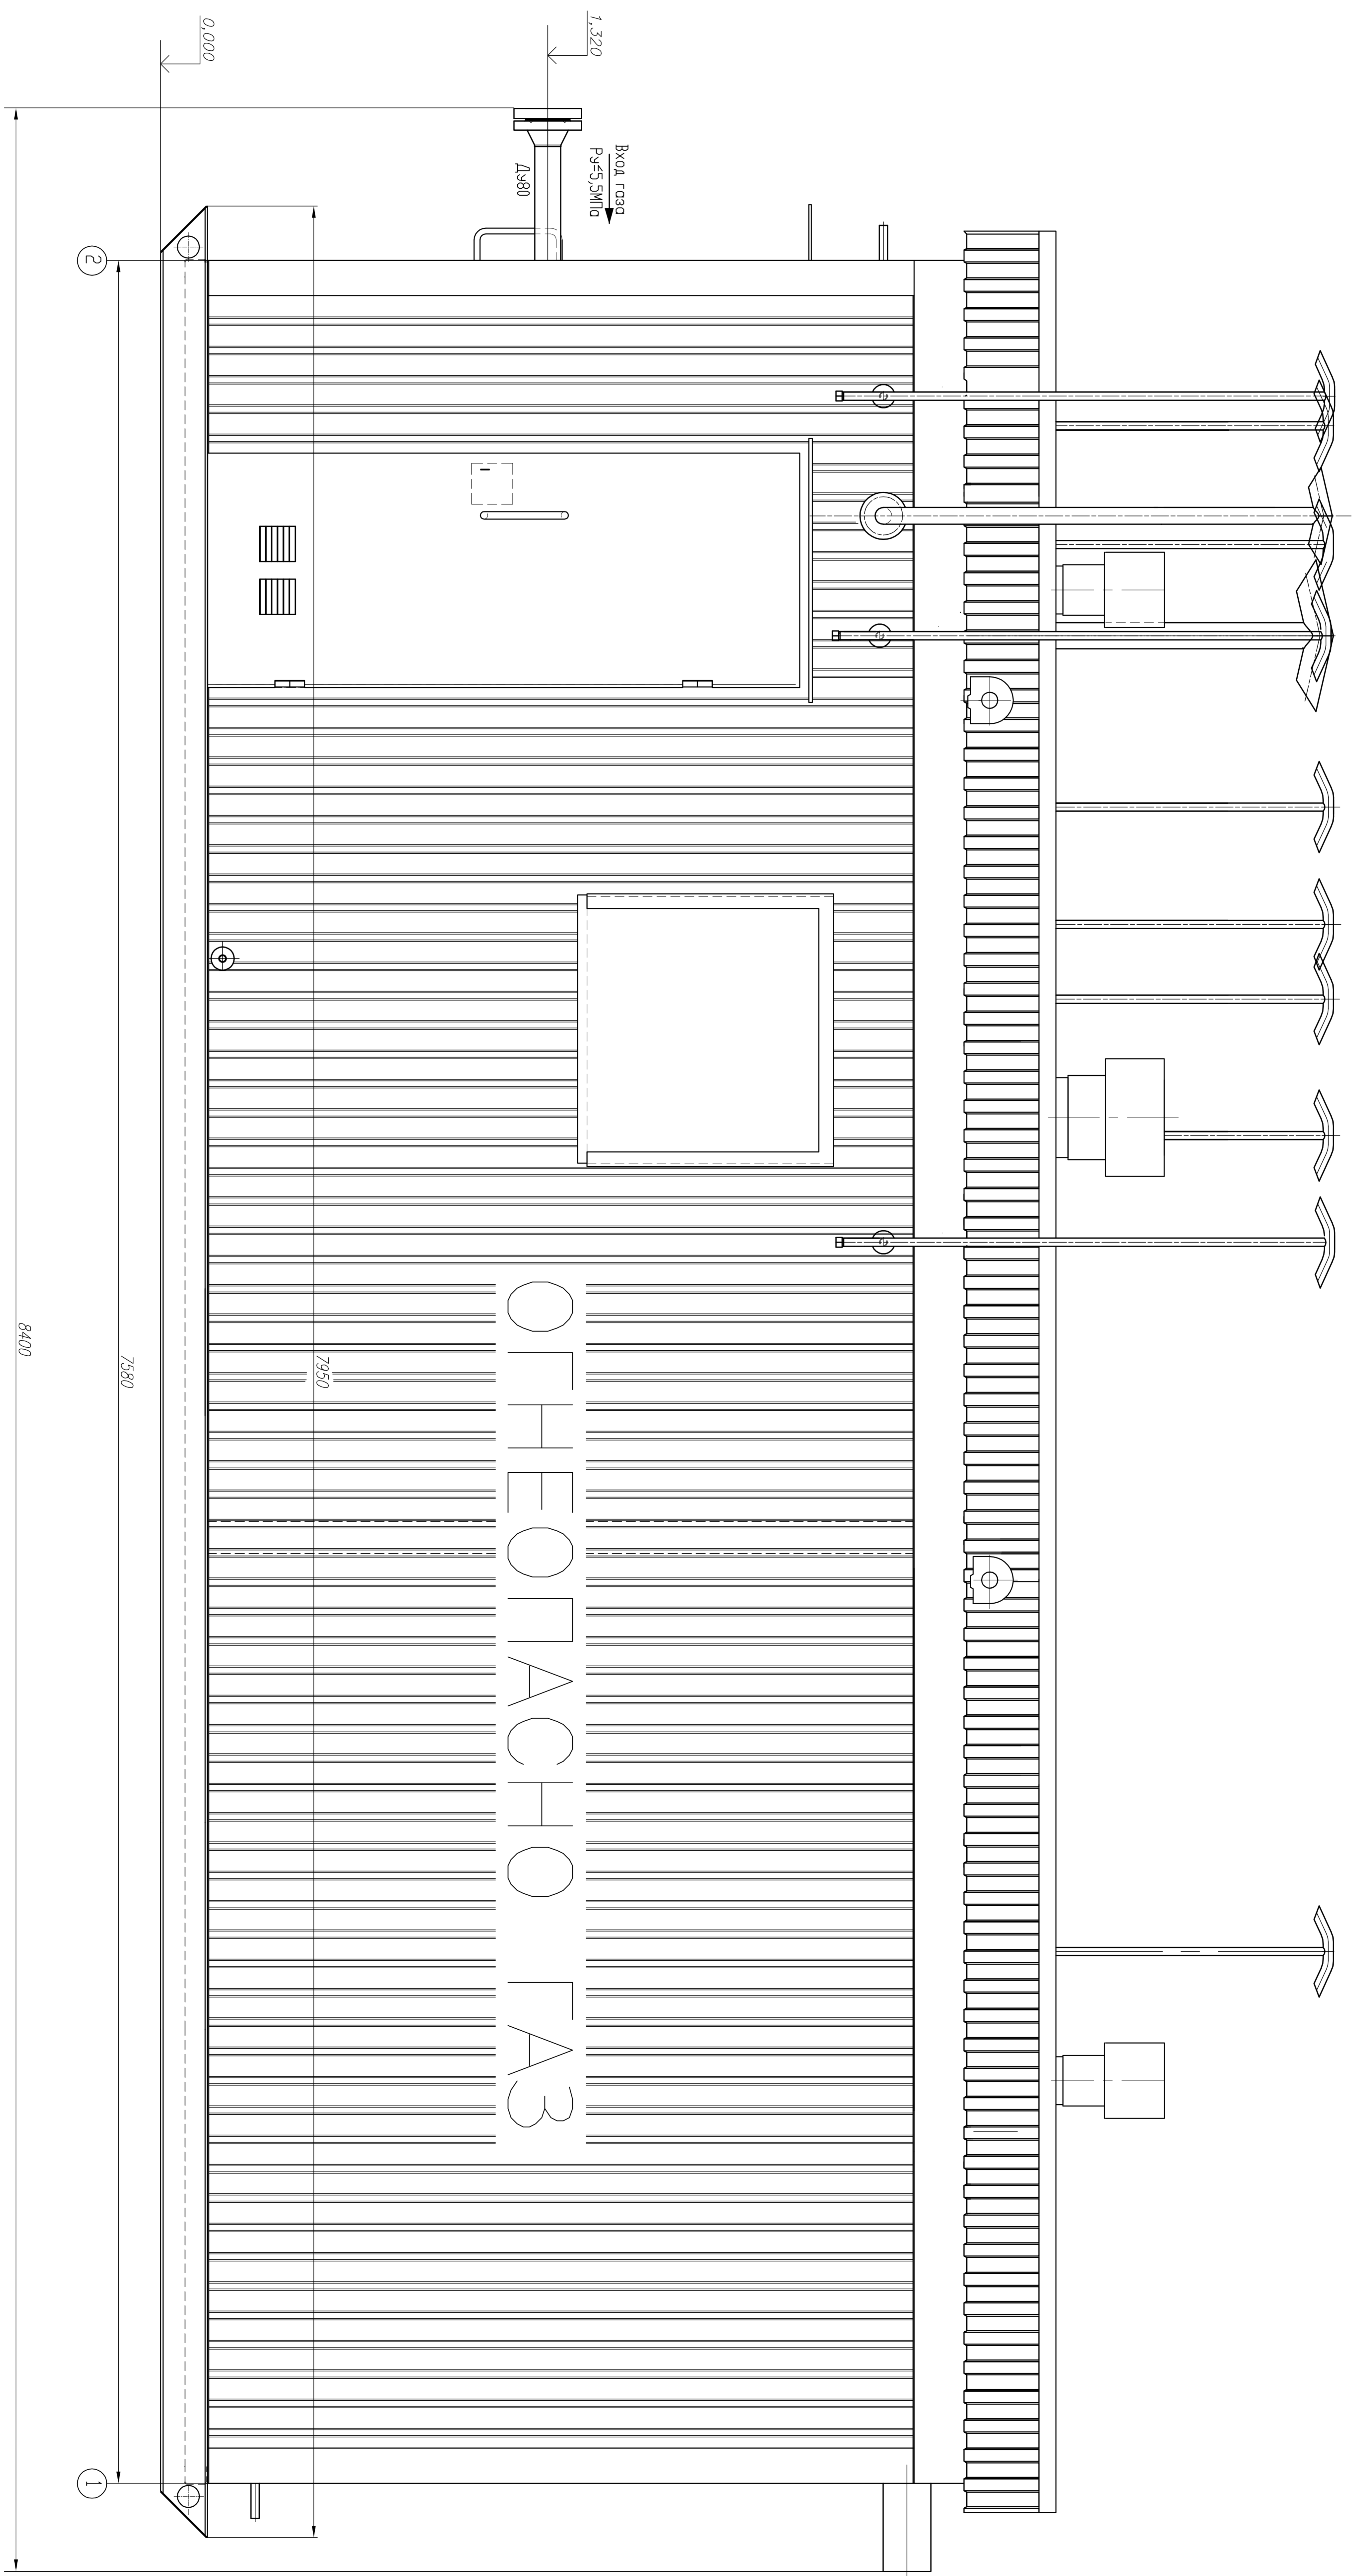 Вход газа
Ру≤5,5МПа
Ду80
1,320
0,000
ОГНЕОПАСНО ГАЗ
7950
7580
8400
2
1